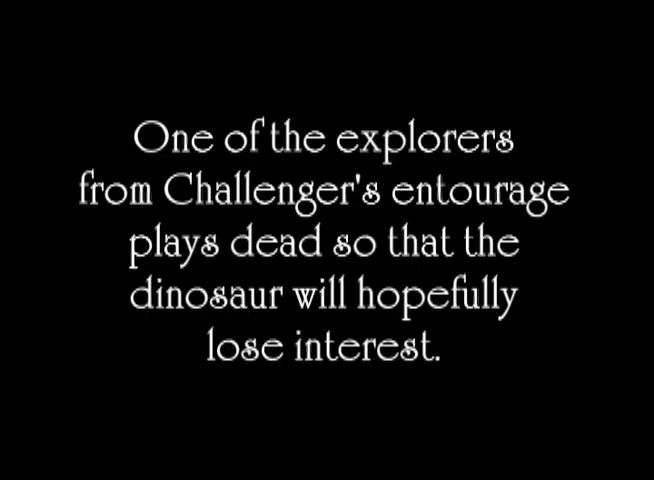 One of the explorers
from Challenger's entourage
plays dead so that the
dinosaur will hopefully
lose interest.